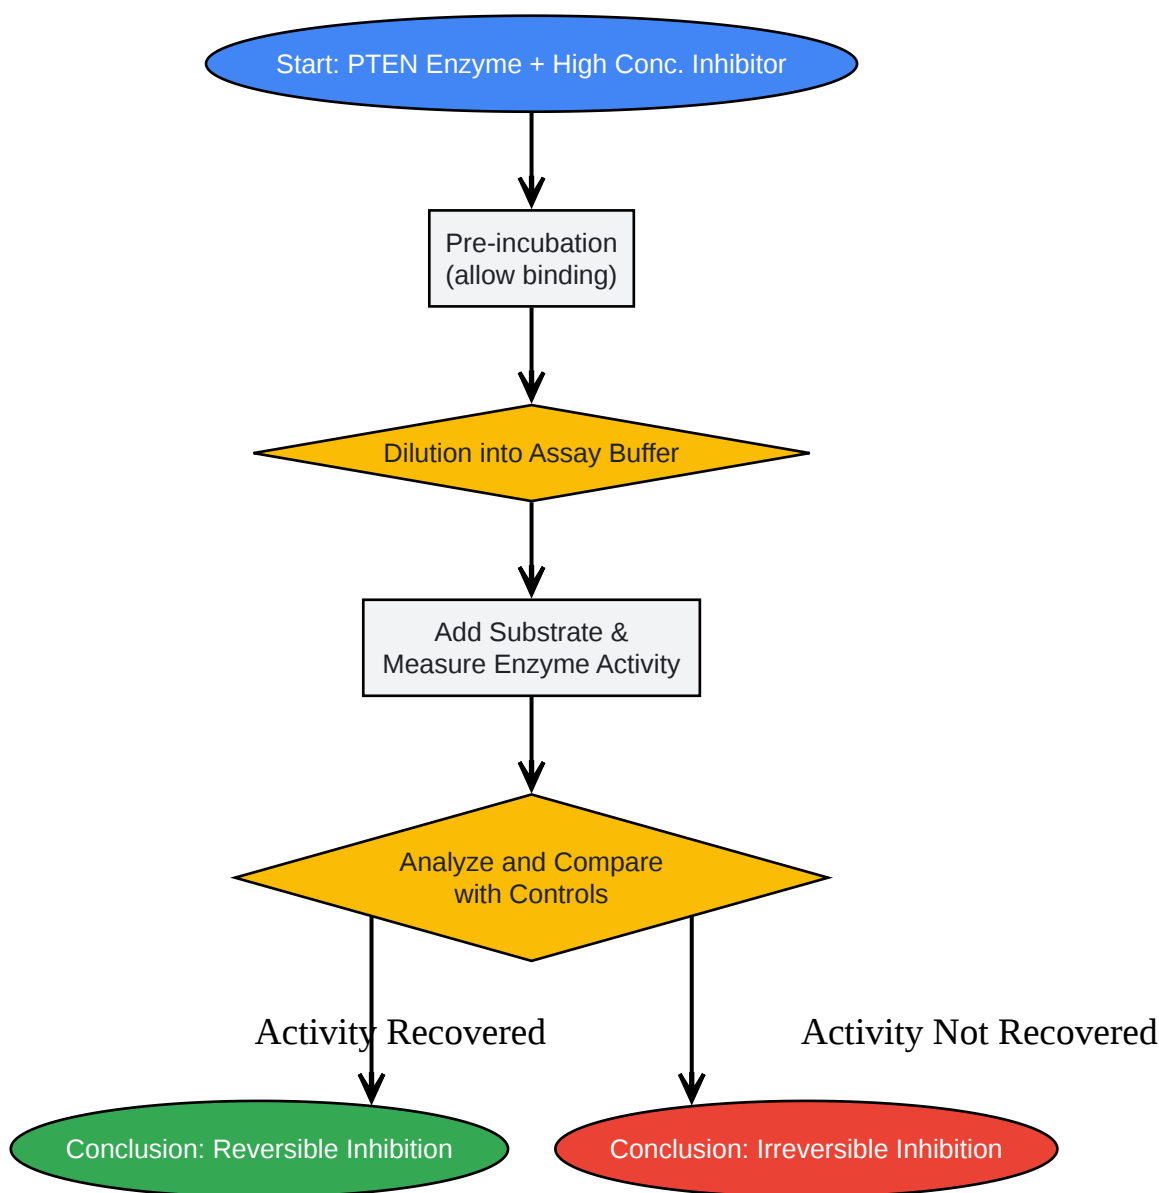 Start: PTEN Enzyme + High Conc. Inhibitor
Pre-incubation
(allow binding)
Dilution into Assay Buffer
Add Substrate &
Measure Enzyme Activity
Analyze and Compare
with Controls
Activity Recovered
Activity Not Recovered
Conclusion: Reversible Inhibition
Conclusion: Irreversible Inhibition